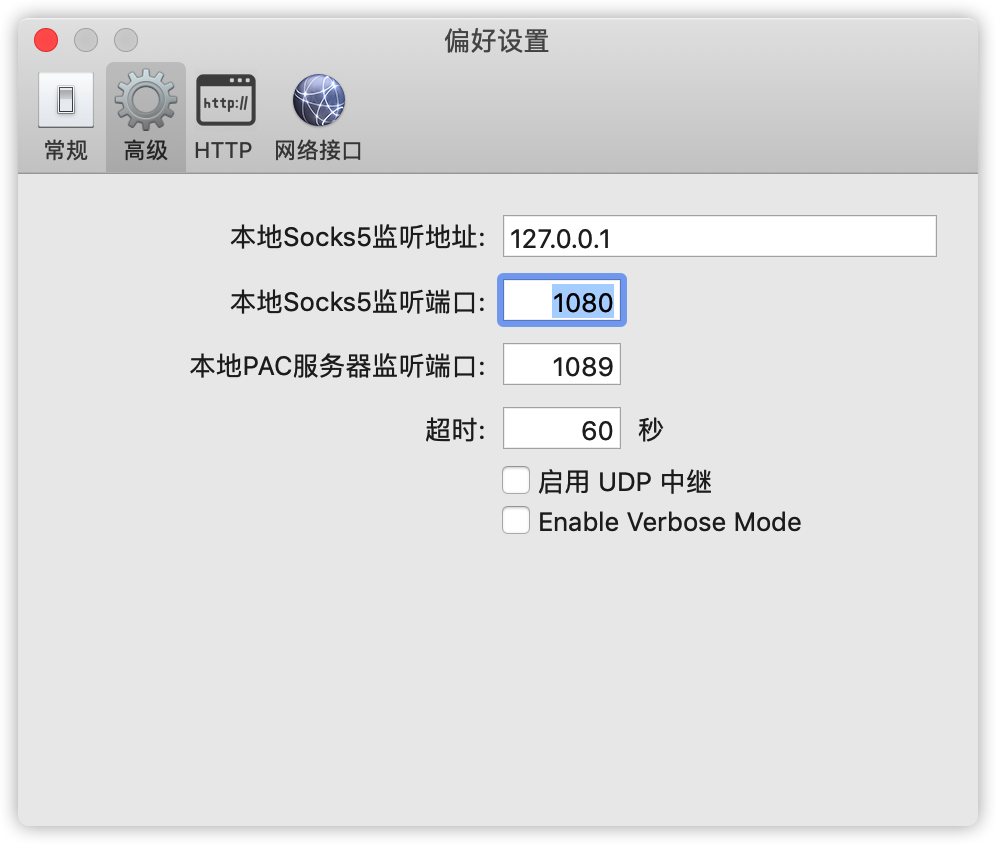 偏好设置
http://
常规
高级
HTTP
网络接口
本地Socks5监听地址: 127.0.0.1
本地Socks5监听端口: 1080
本地PAC服务器监听端口: 1089
超时: 60 秒
启用 UDP 中继
Enable Verbose Mode